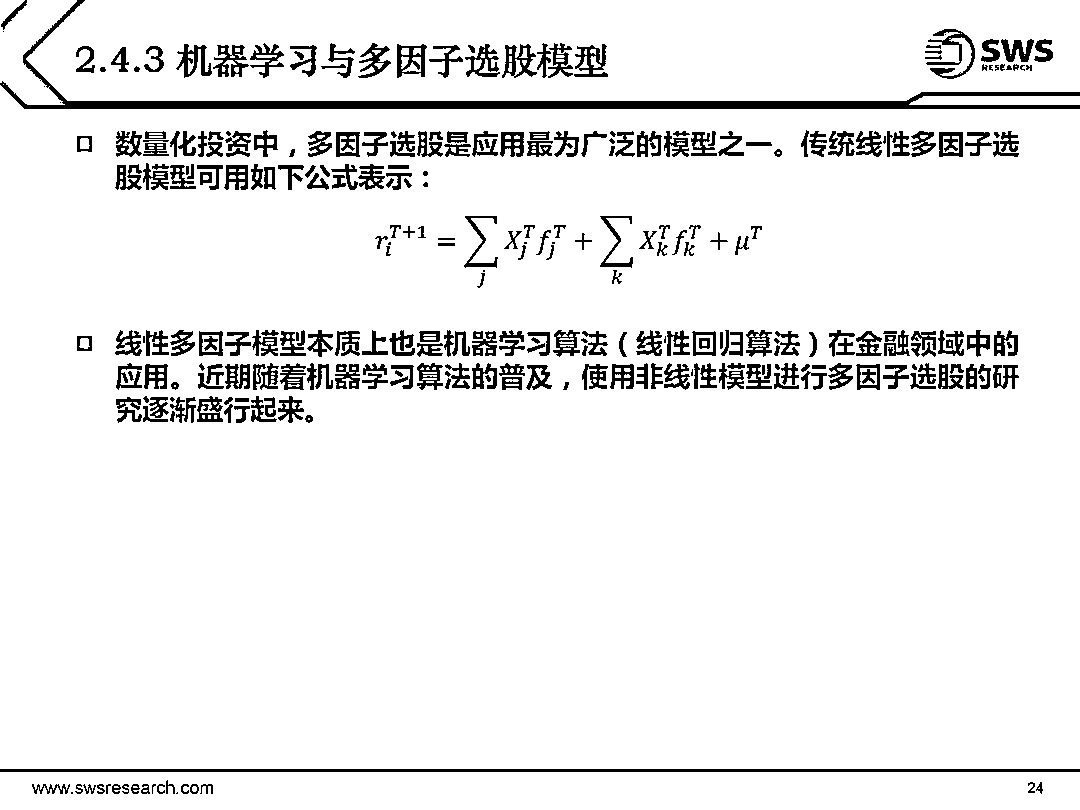 2.4.3 机器学习与多因子选股模型
SWS
RESEARCH
数量化投资中，多因子选股是应用最为广泛的模型之一。传统线性多因子选
股模型可用如下公式表示：
$r_i^{T+1} = \sum_j X_j^T f_j^T + \sum_k X_k^T f_k^T + \mu^T$
线性多因子模型本质上也是机器学习算法（线性回归算法）在金融领域中的
应用。近期随着机器学习算法的普及，使用非线性模型进行多因子选股的研
究逐渐盛行起来。
www.swsresearch.com
24